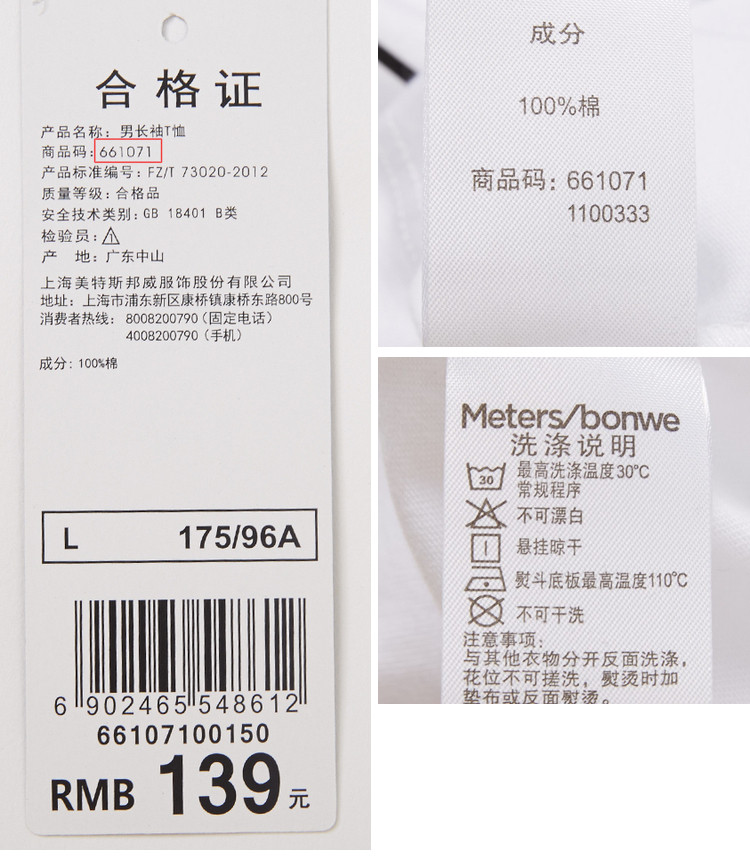 合格证
产品名称: 男长袖T恤
商品码: 661071
产品标准编号: FZ/T 73020-2012
质量等级: 合格品
安全技术类别: GB 18401 B类
检验员: 1
产 地: 广东中山
上海美特斯邦威服饰股份有限公司
地址: 上海市浦东新区康桥镇康桥东路800号
消费者热线: 8008200790 (固定电话)
4008200790 (手机)
成分: 100%棉
L 175/96A
6 902465 548612
66107100150
RMB 139元
成分
100%棉
商品码: 661071
1100333
Meters/bonwe
洗涤说明
30 最高洗涤温度30℃
常规程序
不可漂白
悬挂晾干
熨斗底板最高温度110℃
不可干洗
注意事项:
与其他衣物分开反面洗涤,
花位不可搓洗, 熨烫时加
垫布或反面熨烫。